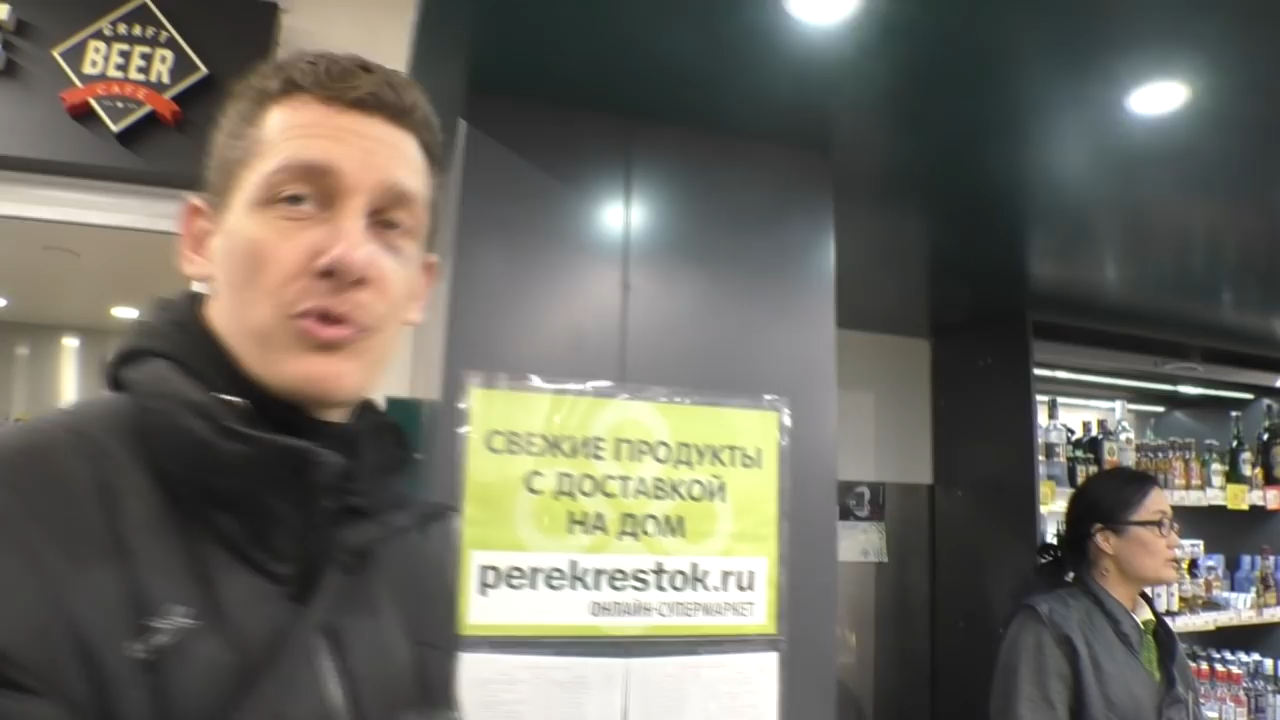 CRAFT
BEER
CAFE
СВЕЖИЕ ПРОДУКТЫ
С ДОСТАВКОЙ
НА ДОМ
perekrestok.ru
ОНЛАЙН-СУПЕРМАРКЕТ